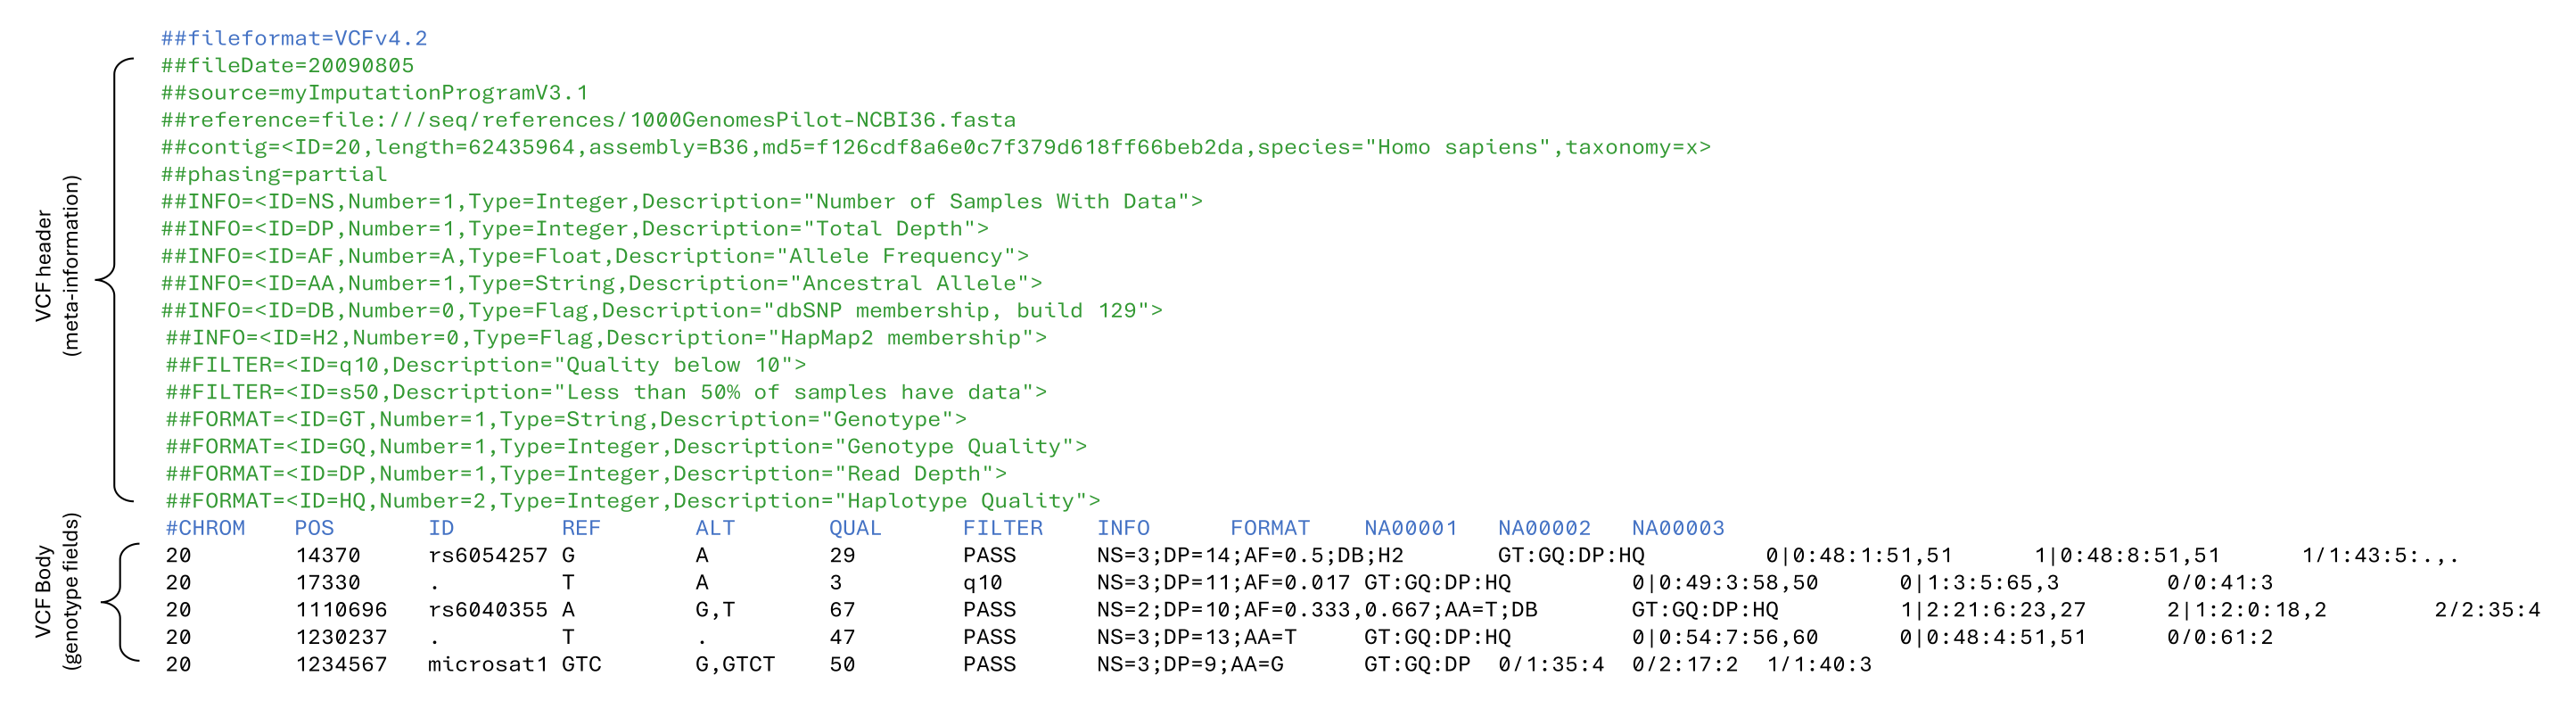 ##fileformat=VCFv4.2
##fileDate=20090805
##source=myImputationProgramV3.1
##reference=file:///seq/references/1000GenomesPilot-NCBI36.fasta
##contig=<ID=20,length=62435964,assembly=B36,md5=f126cdf8a6e0c7f379d618ff66beb2da,species="Homo sapiens",taxonomy=x>
##phasing=partial
##INFO=<ID=NS,Number=1,Type=Integer,Description="Number of Samples With Data">
##INFO=<ID=DP,Number=1,Type=Integer,Description="Total Depth">
##INFO=<ID=AF,Number=A,Type=Float,Description="Allele Frequency">
##INFO=<ID=AA,Number=1,Type=String,Description="Ancestral Allele">
##INFO=<ID=DB,Number=0,Type=Flag,Description="dbSNP membership, build 129">
##INFO=<ID=H2,Number=0,Type=Flag,Description="HapMap2 membership">
##FILTER=<ID=q10,Description="Quality below 10">
##FILTER=<ID=s50,Description="Less than 50% of samples have data">
##FORMAT=<ID=GT,Number=1,Type=String,Description="Genotype">
##FORMAT=<ID=GQ,Number=1,Type=Integer,Description="Genotype Quality">
##FORMAT=<ID=DP,Number=1,Type=Integer,Description="Read Depth">
##FORMAT=<ID=HQ,Number=2,Type=Integer,Description="Haplotype Quality">
#CHROM POS ID REF ALT QUAL FILTER INFO FORMAT NA00001 NA00002 NA00003
20 14370 rs6054257 G A 29 PASS NS=3;DP=14;AF=0.5;DB;H2 GT:GQ:DP:HQ 0|0:48:1:51,51 1|0:48:8:51,51 1/1:43:5:.,.
20 17330 . T A 3 q10 NS=3;DP=11;AF=0.017 GT:GQ:DP:HQ 0|0:49:3:58,50 0|1:3:5:65,3 0/0:41:3
20 1110696 rs6040355 A G,T 67 PASS NS=2;DP=10;AF=0.333,0.667;AA=T;DB GT:GQ:DP:HQ 1|2:21:6:23,27 2|1:2:0:18,2 2/2:35:4
20 1230237 . T . 47 PASS NS=3;DP=13;AA=T GT:GQ:DP:HQ 0|0:54:7:56,60 0|0:48:4:51,51 0/0:61:2
20 1234567 microsat1 GTC G,GTCT 50 PASS NS=3;DP=9;AA=G GT:GQ:DP 0/1:35:4 0/2:17:2 1/1:40:3
VCF header
(meta-information)
VCF Body
(genotype fields)